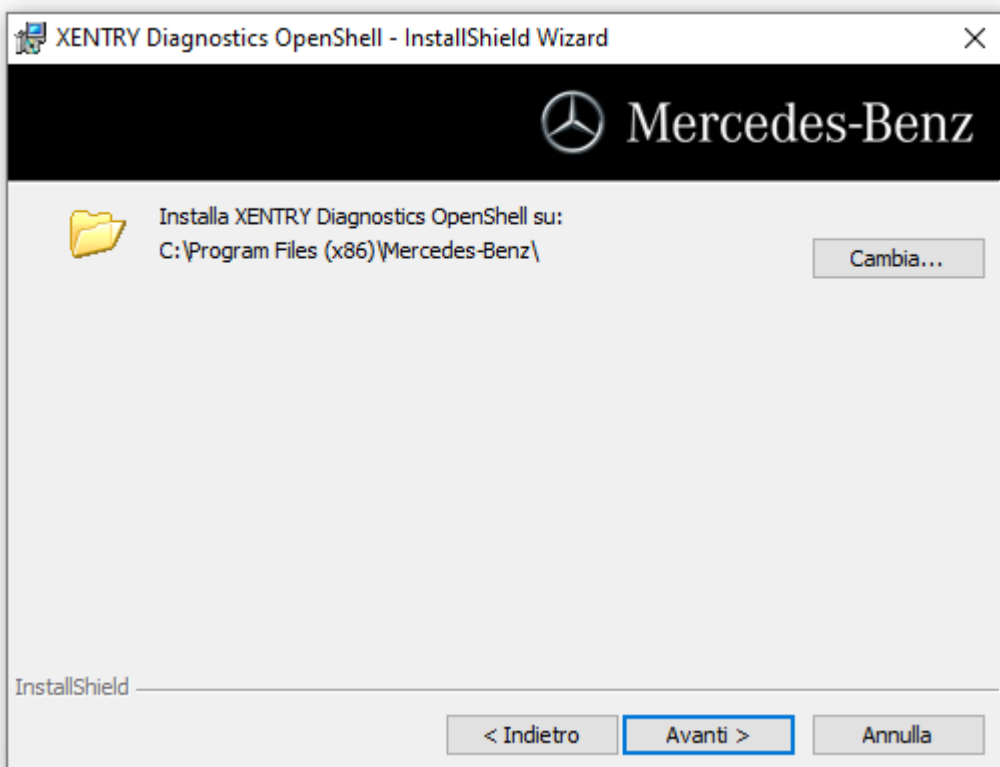 XENTRY Diagnostics OpenShell - InstallShield Wizard
Mercedes-Benz
Installa XENTRY Diagnostics OpenShell su:
C:\Program Files (x86)\Mercedes-Benz\
Cambia...
InstallShield
< Indietro
Avanti >
Annulla